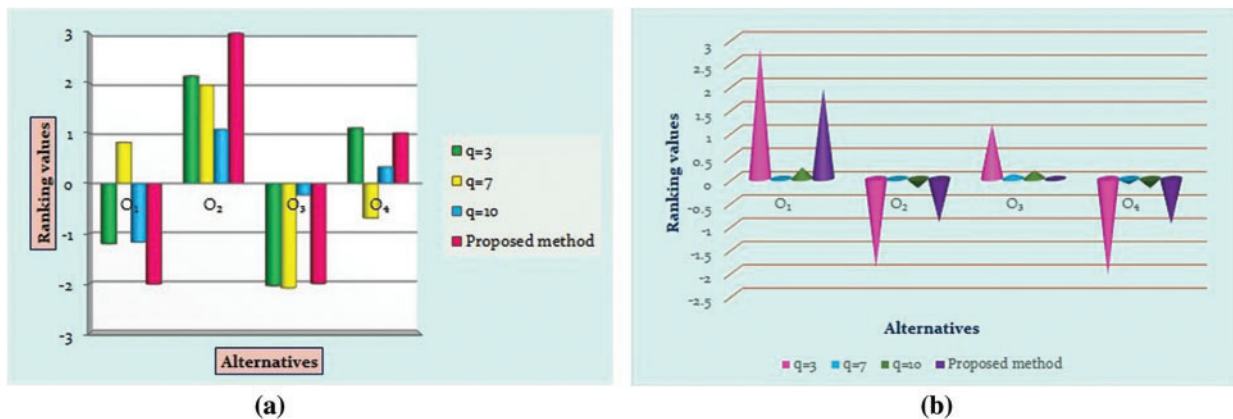 3
2
1
0
-1
-2
-3
Ranking values
O₁
O₂
O₃
O₄
Alternatives
q=3
q=7
q=10
Proposed method
(a)
3
2.5
2
1.5
1
0.5
0
-0.5
-1
-1.5
-2
-2.5
Ranking values
O₁
O₂
O₃
O₄
Alternatives
q=3 q=7 q=10 Proposed method
(b)